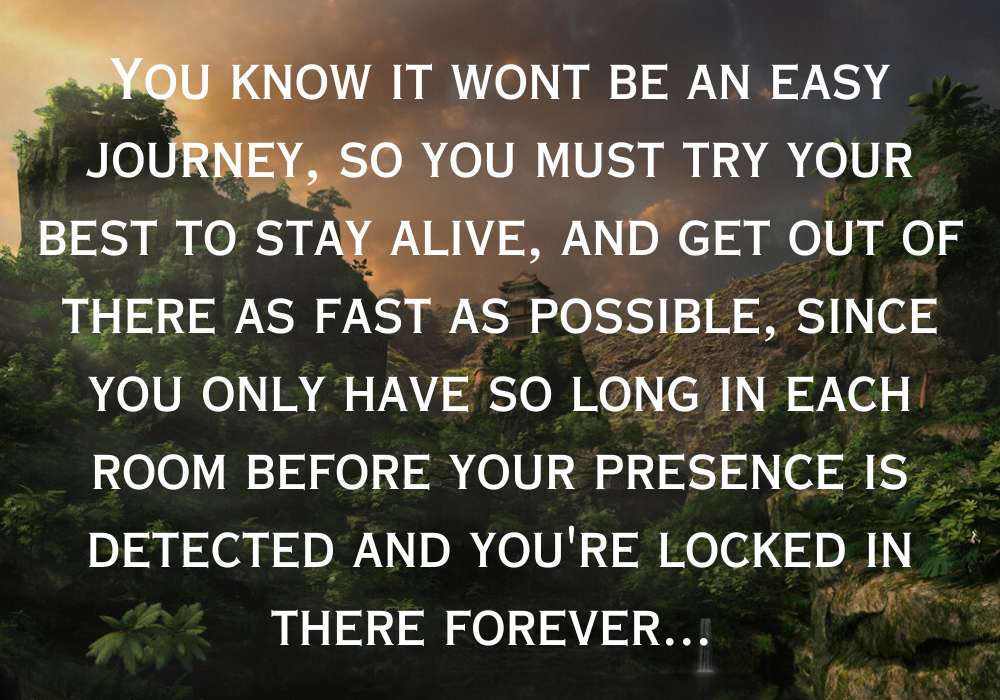 You know it wont be an easy
journey, so you must try your
best to stay alive, and get out of
there as fast as possible, since
you only have so long in each
room before your presence is
detected and you're locked in
there forever...